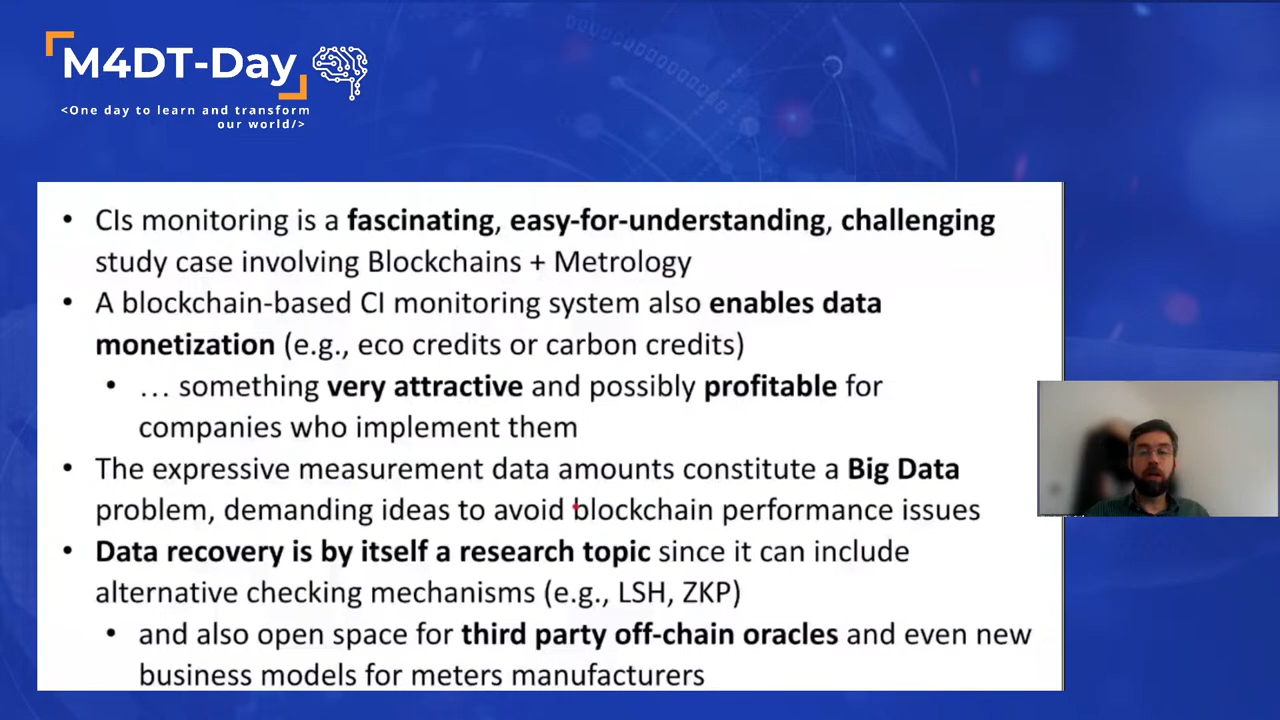 M4DT-Day
<One day to learn and transform
our world/>
• CIs monitoring is a fascinating, easy-for-understanding, challenging
study case involving Blockchains + Metrology
• A blockchain-based CI monitoring system also enables data
monetization (e.g., eco credits or carbon credits)
• … something very attractive and possibly profitable for
companies who implement them
• The expressive measurement data amounts constitute a Big Data
problem, demanding ideas to avoid blockchain performance issues
• Data recovery is by itself a research topic since it can include
alternative checking mechanisms (e.g., LSH, ZKP)
• and also open space for third party off-chain oracles and even new
business models for meters manufacturers